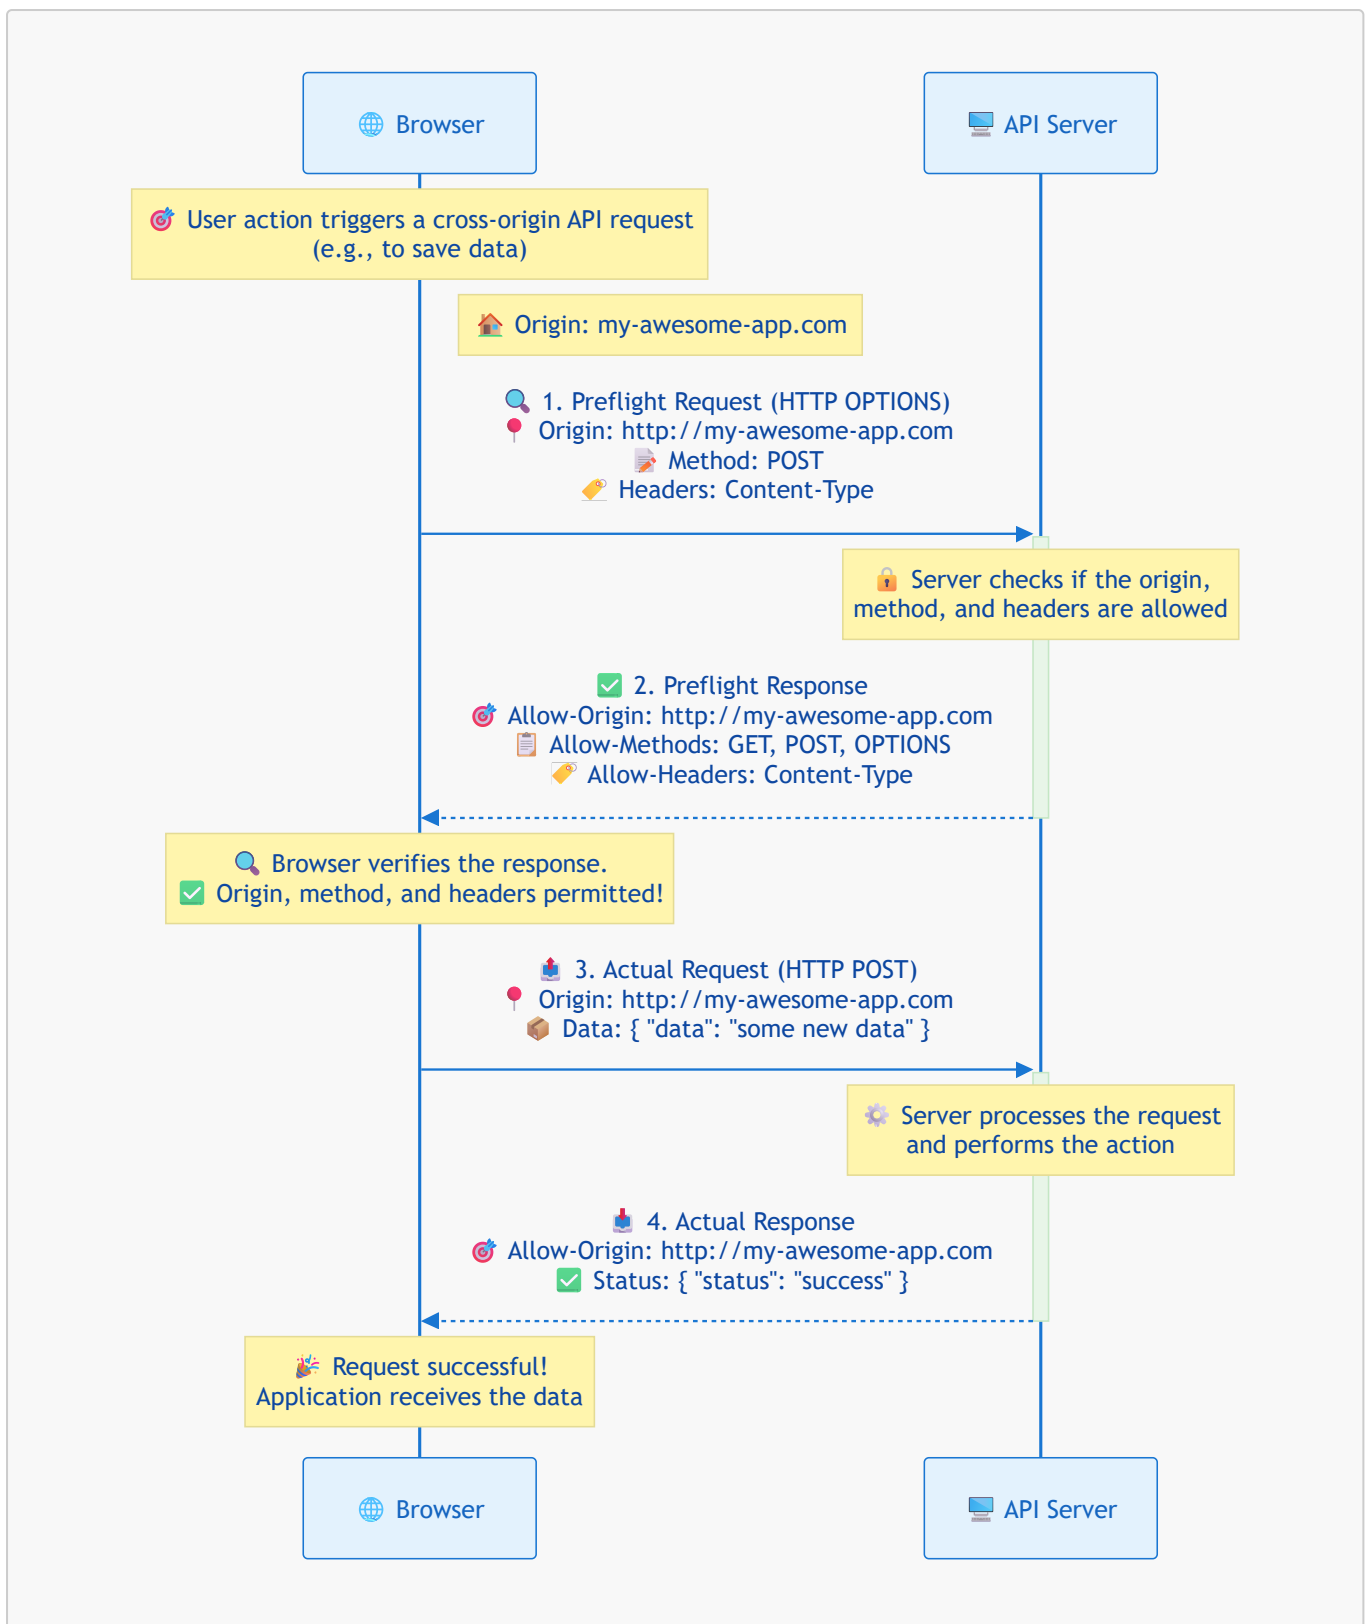 🌐 Browser
🖥️ API Server
🎯 User action triggers a cross-origin API request
(e.g., to save data)
🏠 Origin: my-awesome-app.com
🔍 1. Preflight Request (HTTP OPTIONS)
📍 Origin: http://my-awesome-app.com
📝 Method: POST
🏷️ Headers: Content-Type
🔒 Server checks if the origin,
method, and headers are allowed
✅ 2. Preflight Response
🎯 Allow-Origin: http://my-awesome-app.com
📋 Allow-Methods: GET, POST, OPTIONS
🏷️ Allow-Headers: Content-Type
🔍 Browser verifies the response.
✅ Origin, method, and headers permitted!
📤 3. Actual Request (HTTP POST)
📍 Origin: http://my-awesome-app.com
📦 Data: { "data": "some new data" }
⚙️ Server processes the request
and performs the action
📥 4. Actual Response
🎯 Allow-Origin: http://my-awesome-app.com
✅ Status: { "status": "success" }
🎉 Request successful!
Application receives the data
🌐 Browser
🖥️ API Server